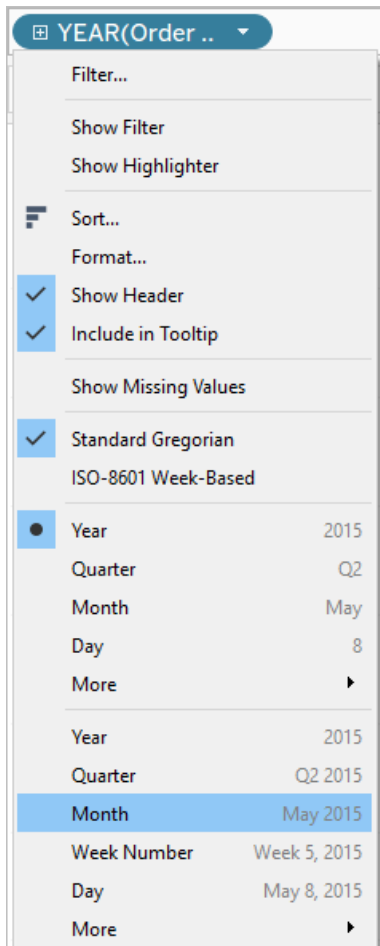 YEAR(Order ..
Filter...
Show Filter
Show Highlighter
Sort...
Format...
Show Header
Include in Tooltip
Show Missing Values
Standard Gregorian
ISO-8601 Week-Based
Year 2015
Quarter Q2
Month May
Day 8
More
Year 2015
Quarter Q2 2015
Month May 2015
Week Number Week 5, 2015
Day May 8, 2015
More